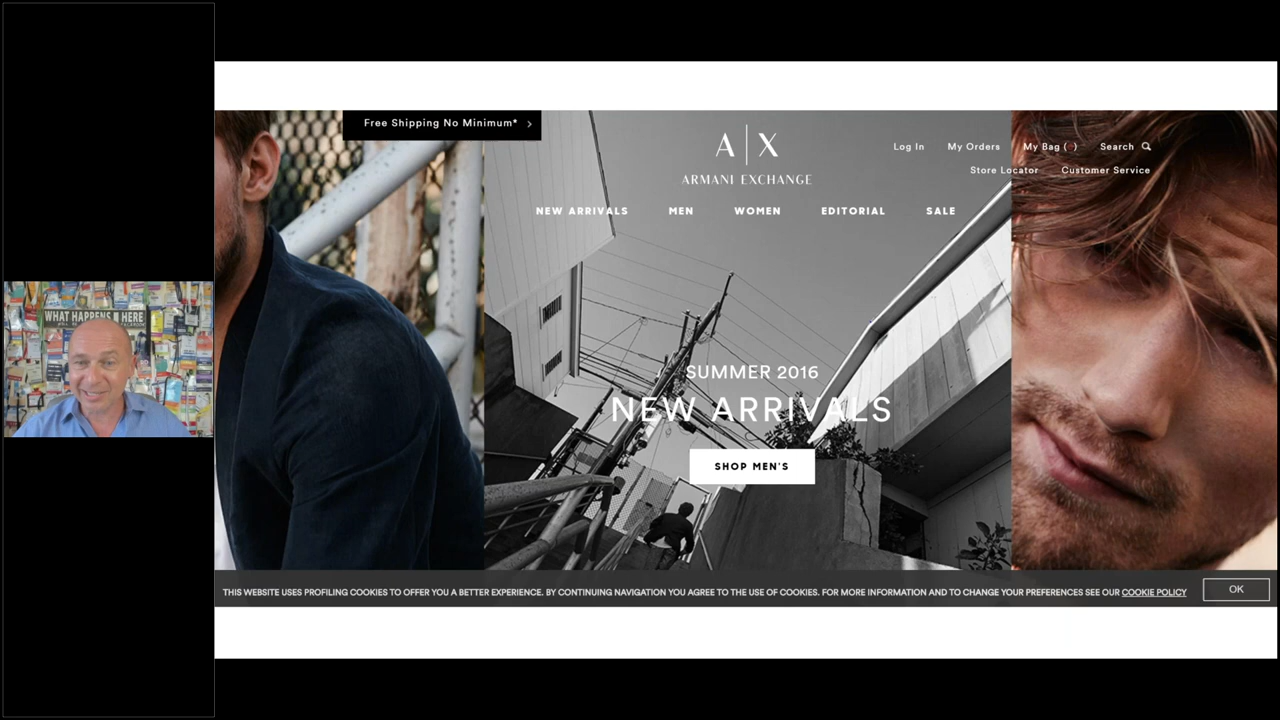 WHAT HAPPENS HERE
Free Shipping No Minimum* >
A|X
ARMANI EXCHANGE
Log In My Orders My Bag ( ) Search
Store Locator Customer Service
NEW ARRIVALS MEN WOMEN EDITORIAL SALE
SUMMER 2016
NEW ARRIVALS
SHOP MEN'S
THIS WEBSITE USES PROFILING COOKIES TO OFFER YOU A BETTER EXPERIENCE. BY CONTINUING NAVIGATION YOU AGREE TO THE USE OF COOKIES. FOR MORE INFORMATION AND TO CHANGE YOUR PREFERENCES SEE OUR COOKIE POLICY
OK